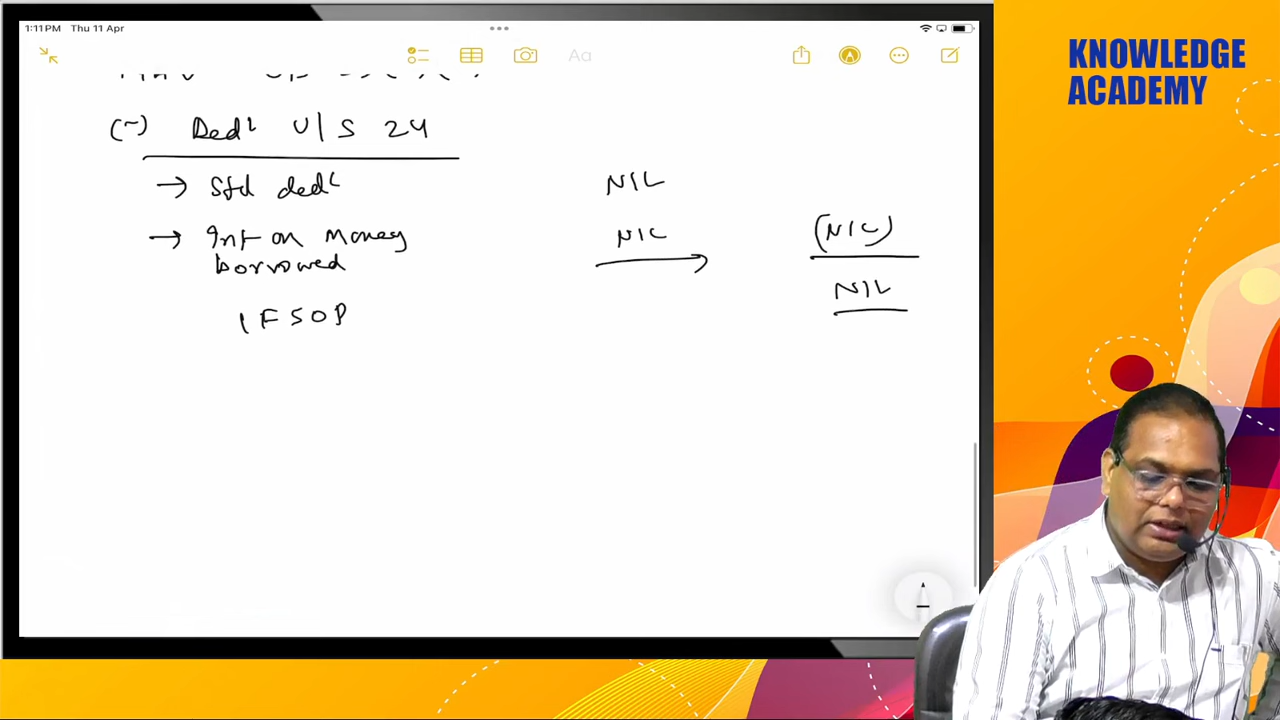 1:11 PM Thu 11 Apr
Aa
KNOWLEDGE
ACADEMY
(-) Dedⁿ U/S 24
→ Std dedⁿ NIL
→ Int on Money NIL (NIL)
borrowed
NIL
IFSOP